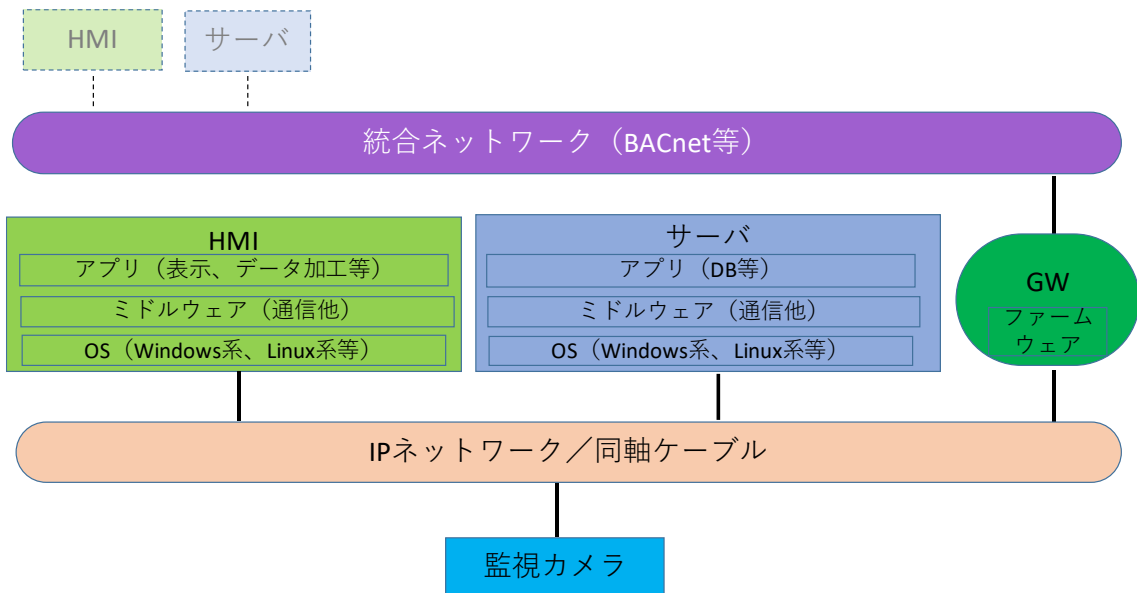 HMI
サーバ
統合ネットワーク（BACnet等）
HMI
アプリ（表示、データ加工等）
ミドルウェア（通信他）
OS（Windows系、Linux系等）
サーバ
アプリ（DB等）
ミドルウェア（通信他）
OS（Windows系、Linux系等）
GW
ファーム
ウェア
IPネットワーク／同軸ケーブル
監視カメラ